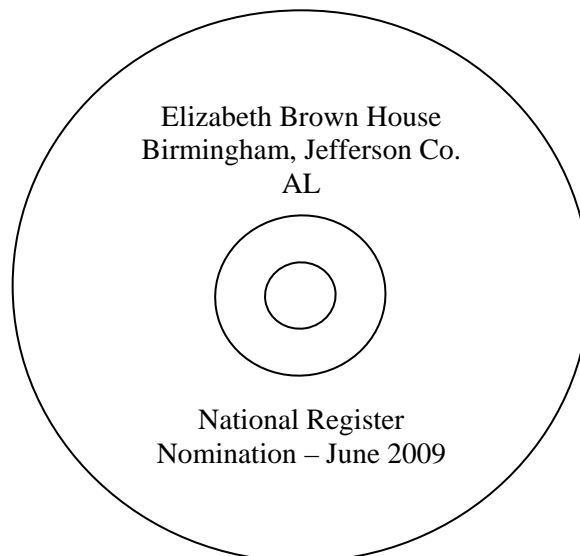 Elizabeth Brown House
Birmingham, Jefferson Co.
AL
National Register
Nomination – June 2009